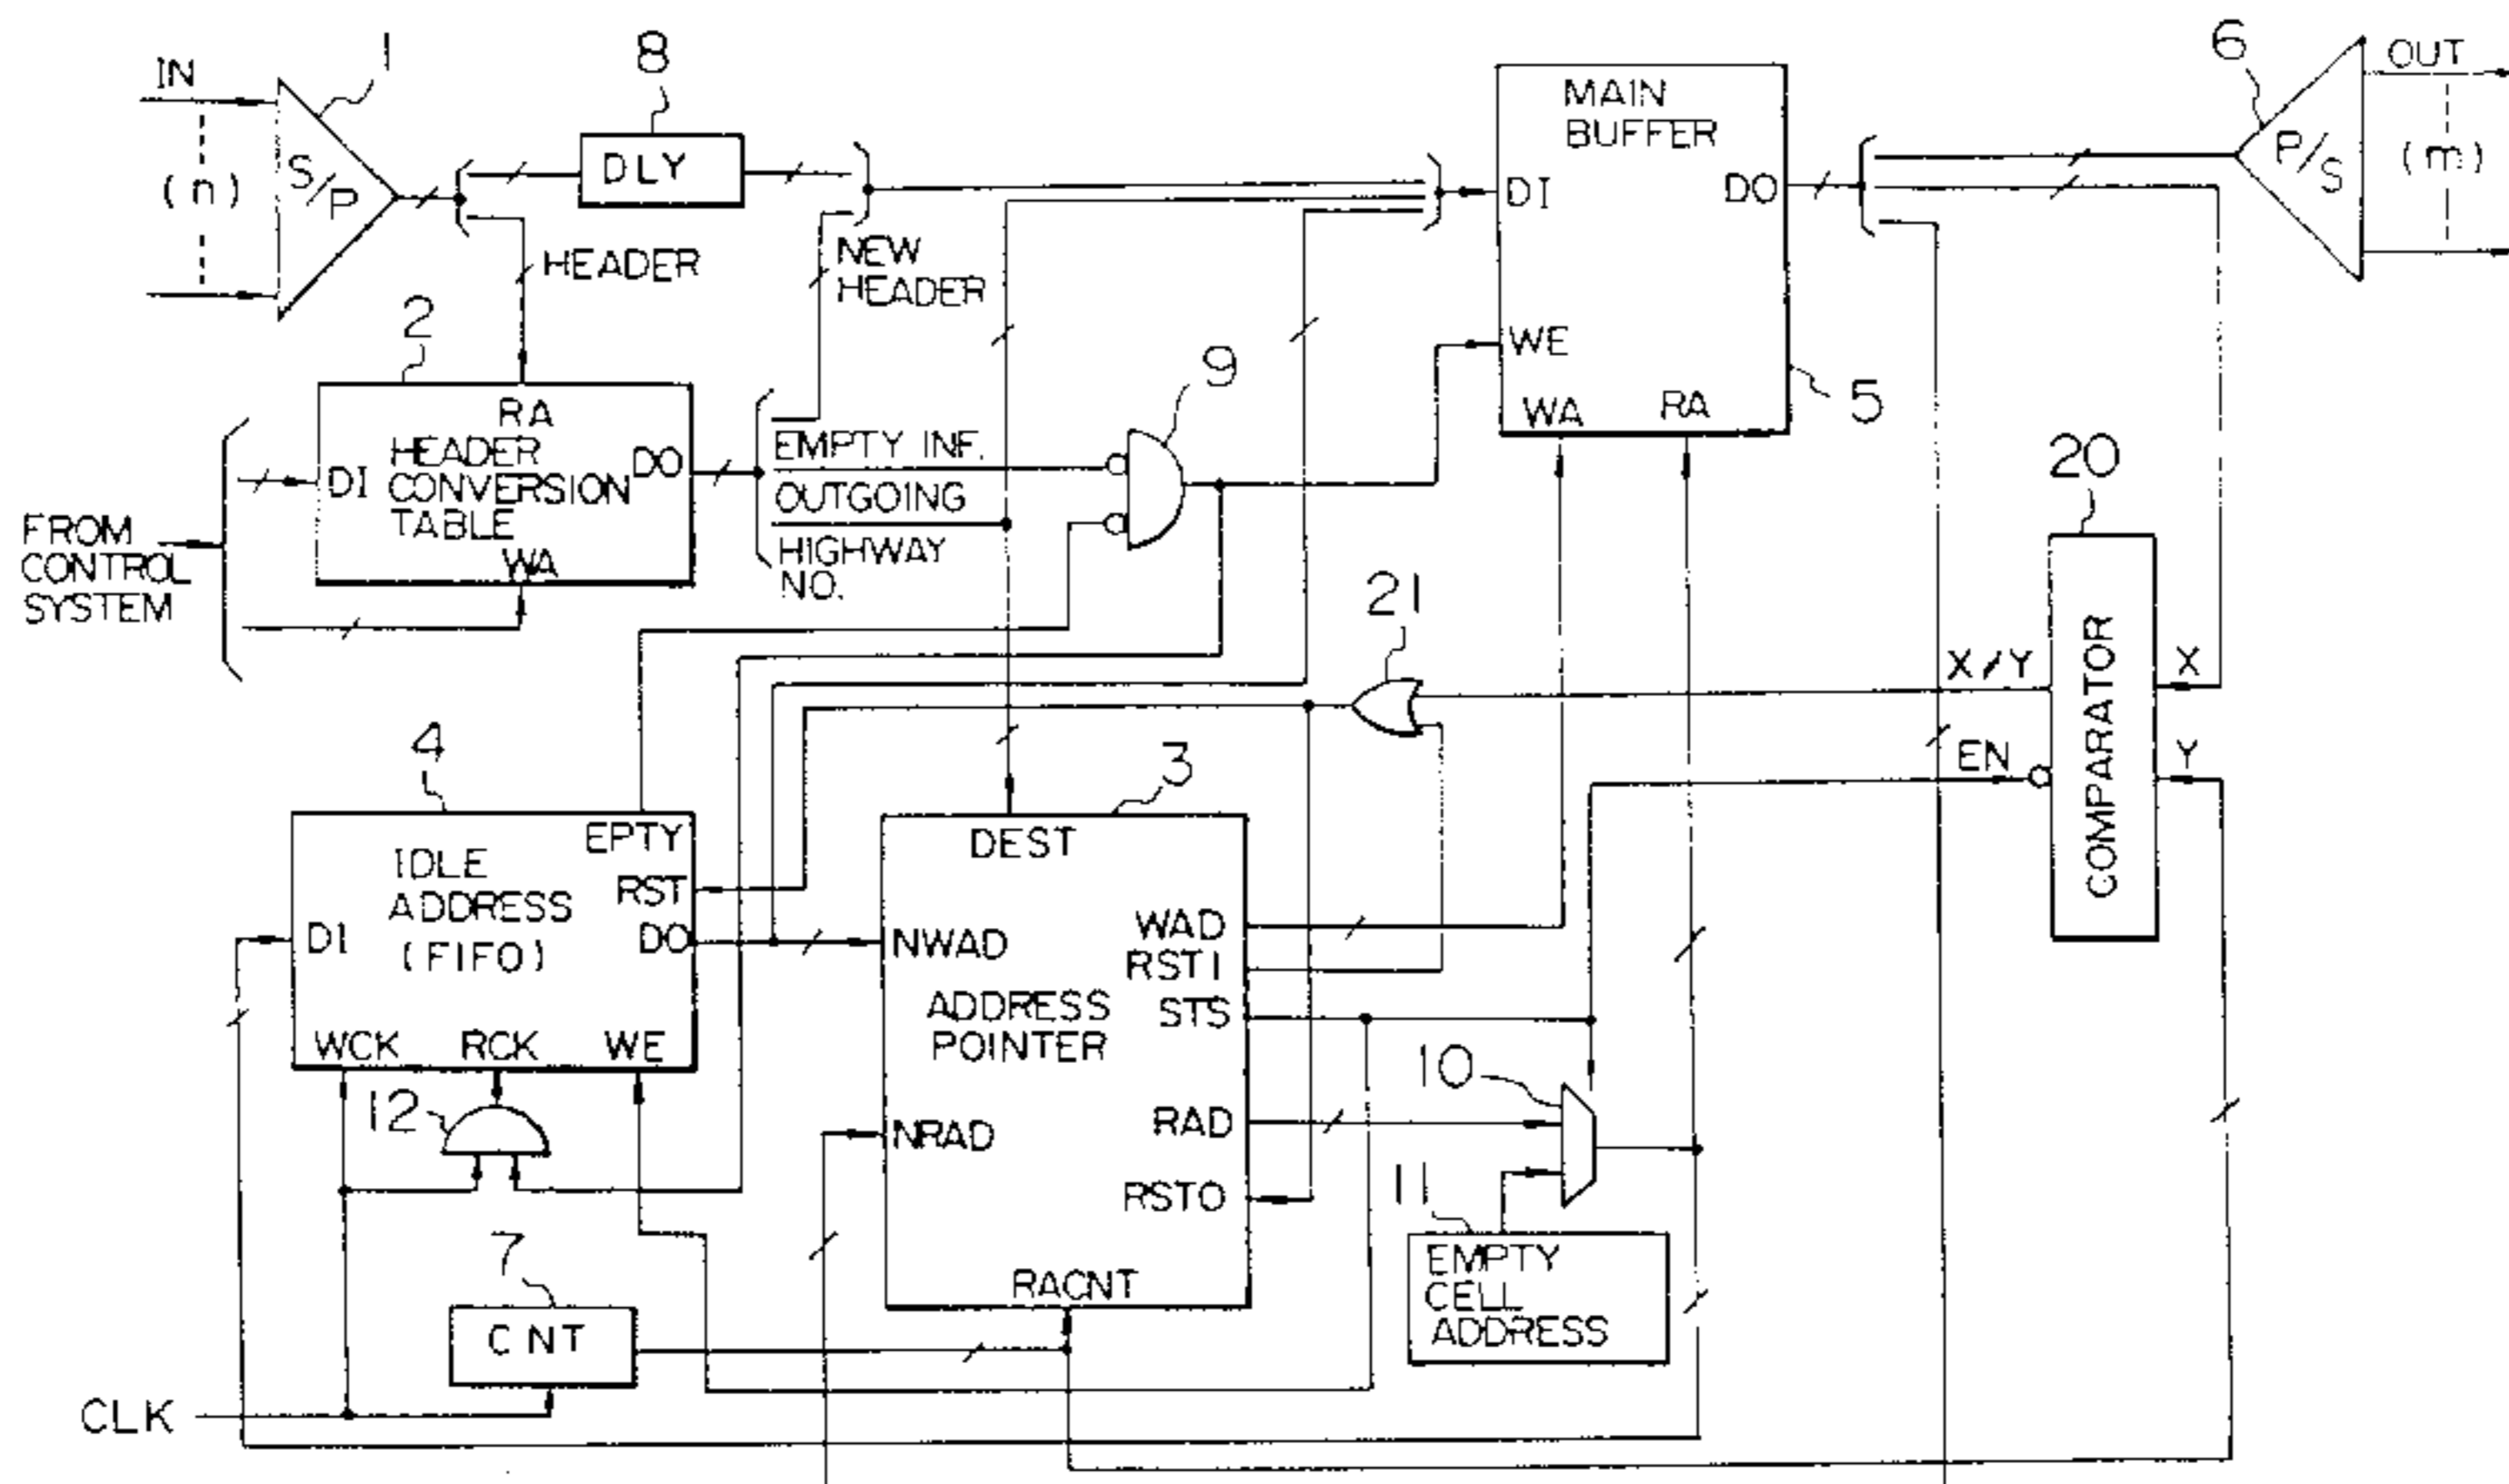 IN
1
8
DLY
(n)
S/P
HEADER
NEW
HEADER
MAIN
BUFFER
DI
DO
WE
WA
RA
5
6
P/S
OUT
(m)
2
RA
HEADER
CONVERSION
TABLE
DI
DO
WA
FROM
CONTROL
SYSTEM
EMPTY INF.
OUTGOING
HIGHWAY
NO.
9
21
20
COMPARATOR
X/Y
X
EN
Y
4
EPTY
IDLE
ADDRESS
(FIFO)
RST
DI
DO
WCK
RCK
WE
12
3
DEST
NWAD
WAD
RST1
STS
ADDRESS
POINTER
NRAD
RAD
RST0
RACNT
10
11
EMPTY
CELL
ADDRESS
7
CNT
CLK